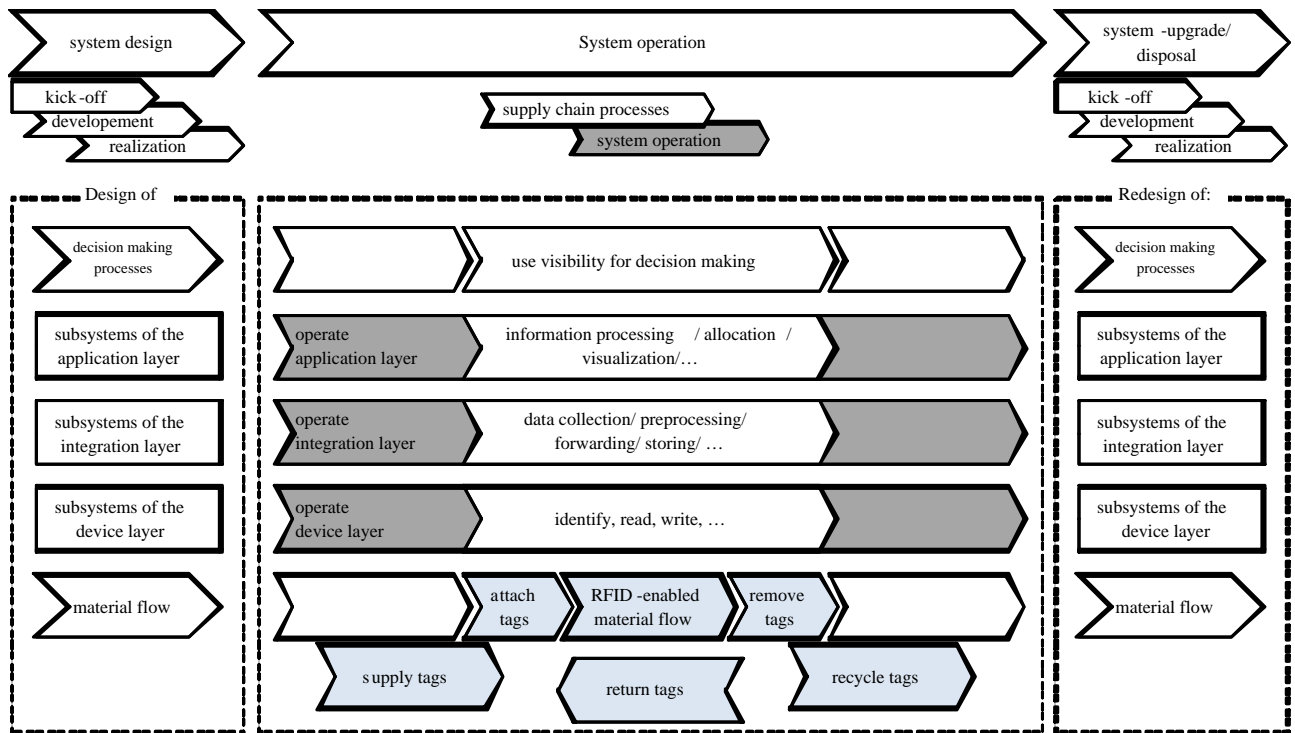 system design
System operation
system -upgrade/
disposal
kick-off
developement
realization
supply chain processes
system operation
kick -off
development
realization
Design of
Redesign of:
decision making
processes
use visibility for decision making
decision making
processes
subsystems of the
application layer
operate
application layer
information processing / allocation /
visualization/…
subsystems of the
application layer
subsystems of the
integration layer
operate
integration layer
data collection/ preprocessing/
forwarding/ storing/ …
subsystems of the
integration layer
subsystems of the
device layer
operate
device layer
identify, read, write, …
subsystems of the
device layer
material flow
attach
tags
RFID -enabled
material flow
remove
tags
material flow
supply tags
return tags
recycle tags